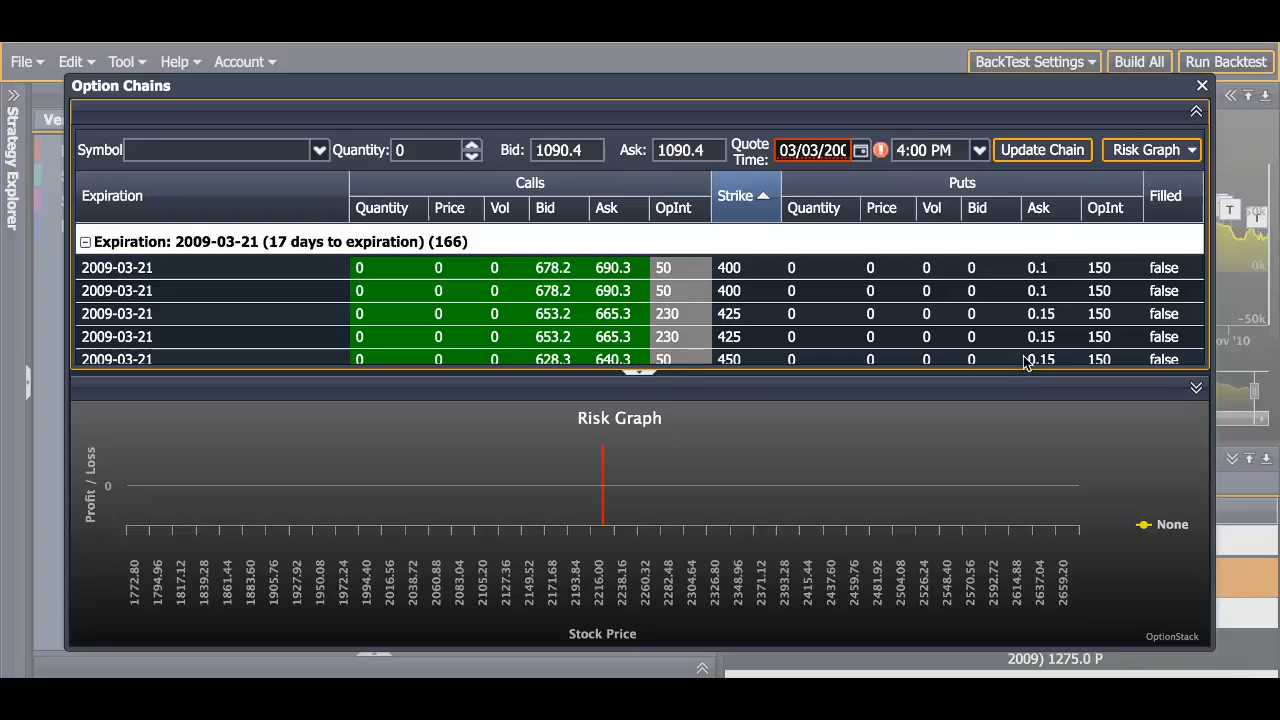 File Edit Tool Help Account BackTest Settings Build All Run Backtest
Option Chains
Strategy Explorer
Ve
Symbol Quantity: 0 Bid: 1090.4 Ask: 1090.4 Quote Time: 03/03/200 4:00 PM Update Chain Risk Graph
Expiration Calls Strike Puts Filled
Quantity Price Vol Bid Ask OpInt Quantity Price Vol Bid Ask OpInt
Expiration: 2009-03-21 (17 days to expiration) (166)
2009-03-21 0 0 0 678.2 690.3 50 400 0 0 0 0 0.1 150 false
2009-03-21 0 0 0 678.2 690.3 50 400 0 0 0 0 0.1 150 false
2009-03-21 0 0 0 653.2 665.3 230 425 0 0 0 0 0.15 150 false
2009-03-21 0 0 0 653.2 665.3 230 425 0 0 0 0 0.15 150 false
2009-03-21 0 0 0 628.3 640.3 50 450 0 0 0 0 0.15 150 false
T T
0k
-50k
ov '10
Risk Graph
Profit / Loss
0
None
1772.80 1794.96 1817.12 1839.28 1861.44 1883.60 1905.76 1927.92 1950.08 1972.24 1994.40 2016.56 2038.72 2060.88 2083.04 2105.20 2127.36 2149.52 2171.68 2193.84 2216.00 2238.16 2260.32 2282.48 2304.64 2326.80 2348.96 2371.12 2393.28 2415.44 2437.60 2459.76 2481.92 2504.08 2526.24 2548.40 2570.56 2592.72 2614.88 2637.04 2659.20
Stock Price
OptionStack
2009) 1275.0 P